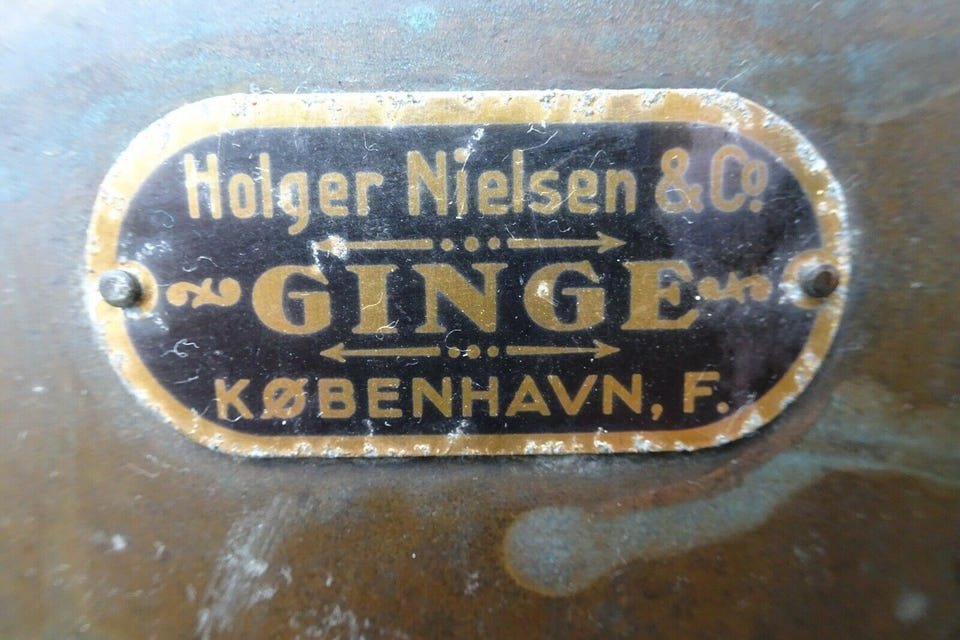 Holger Nielsen & Co.
GINGE
KØBENHAVN, F.